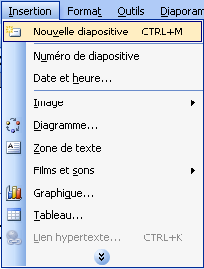 Insertion Format Outils Diaporam
Nouvelle diapositive CTRL+M
Numéro de diapositive
Date et heure...
Image
Diagramme...
Zone de texte
Films et sons
Graphique...
Tableau...
Lien hypertexte... CTRL+K